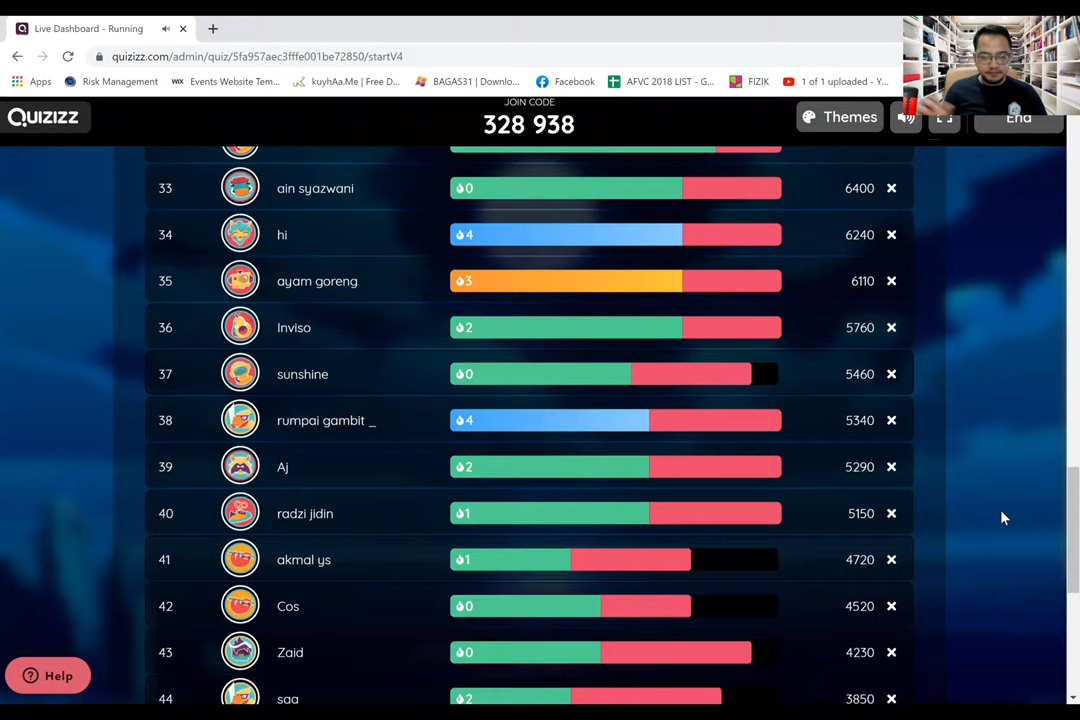 Live Dashboard - Running
quizizz.com/admin/quiz/5fa957aec3fffe001be72850/startV4
Apps Risk Management WIX Events Website Tem... kuyhAa.Me | Free D... BAGAS31 | Downlo... Facebook AFVC 2018 LIST - G... FIZIK 1 of 1 uploaded - Y...
QUIZIZZ
JOIN CODE
328 938
Themes
End
33 ain syazwani 0 6400
34 hi 4 6240
35 ayam goreng 3 6110
36 Inviso 2 5760
37 sunshine 0 5460
38 rumpai gambit _ 4 5340
39 Aj 2 5290
40 radzi jidin 1 5150
41 akmal ys 1 4720
42 Cos 0 4520
43 Zaid 0 4230
44 2 3850
Help